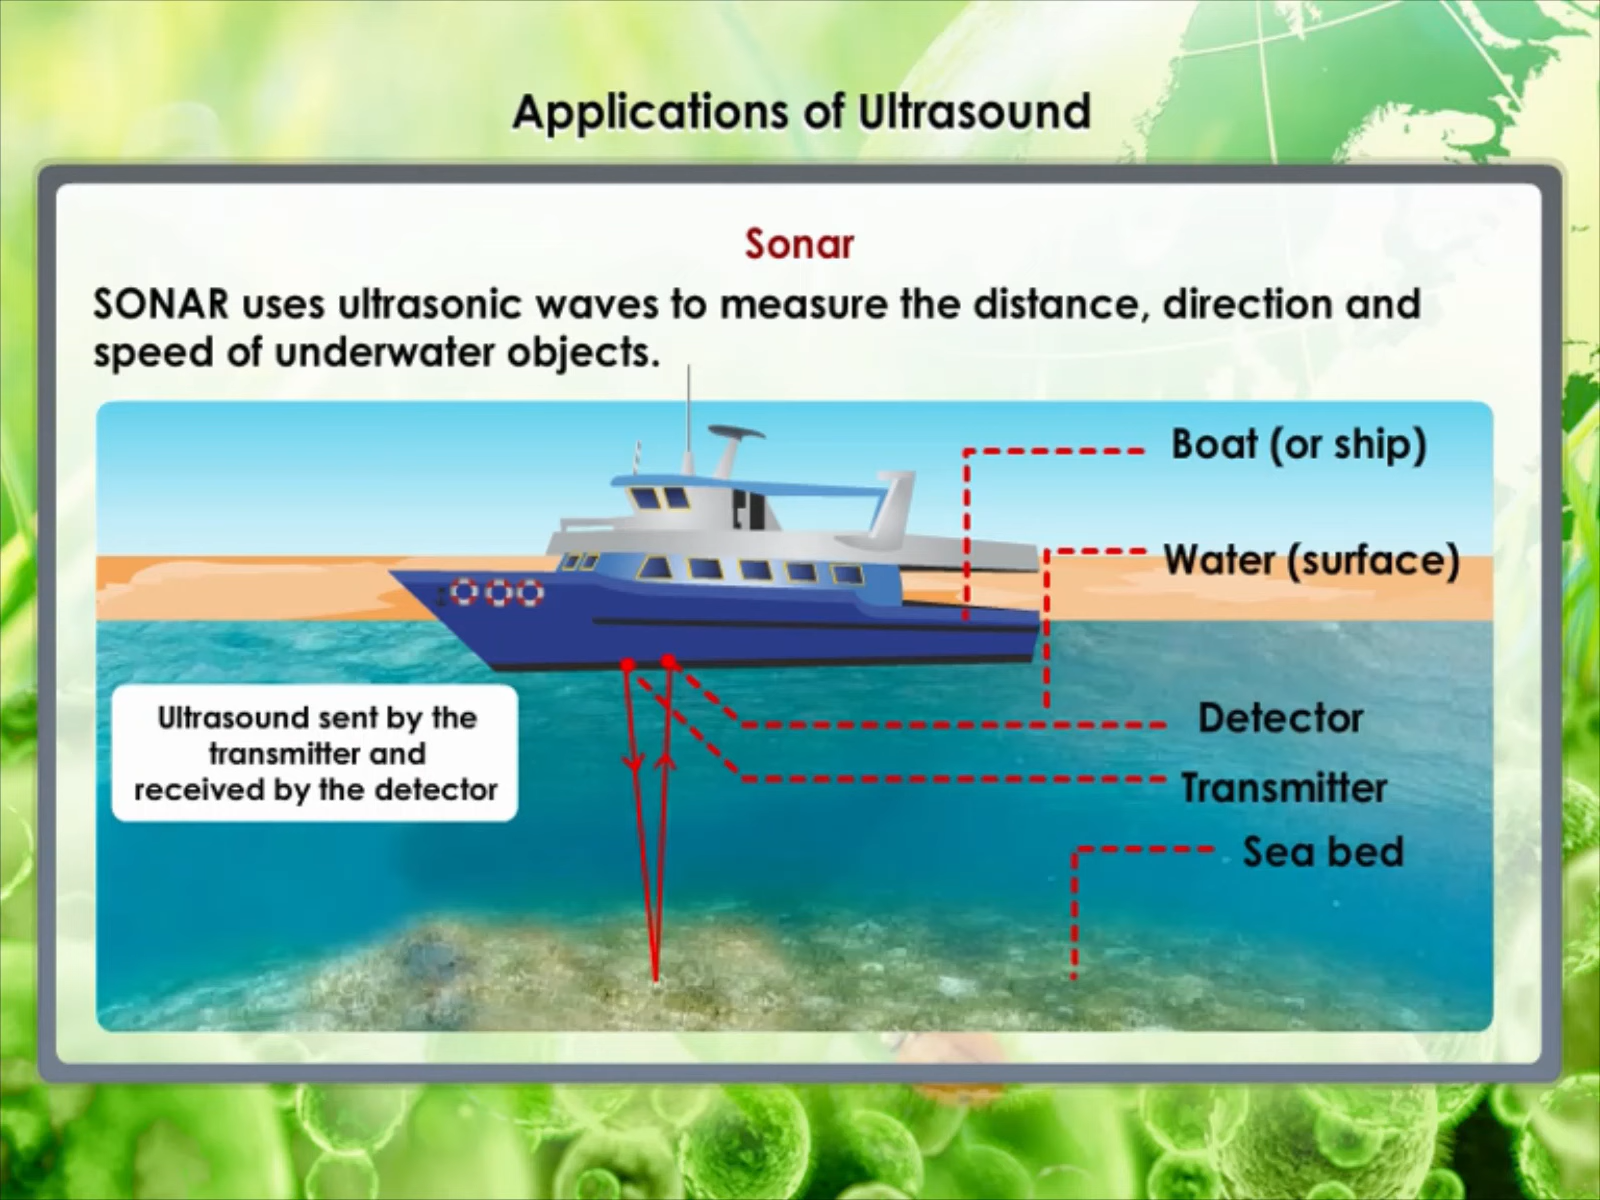 Applications of Ultrasound
Sonar
SONAR uses ultrasonic waves to measure the distance, direction and
speed of underwater objects.
Boat (or ship)
Water (surface)
Ultrasound sent by the
transmitter and
received by the detector
Detector
Transmitter
Sea bed